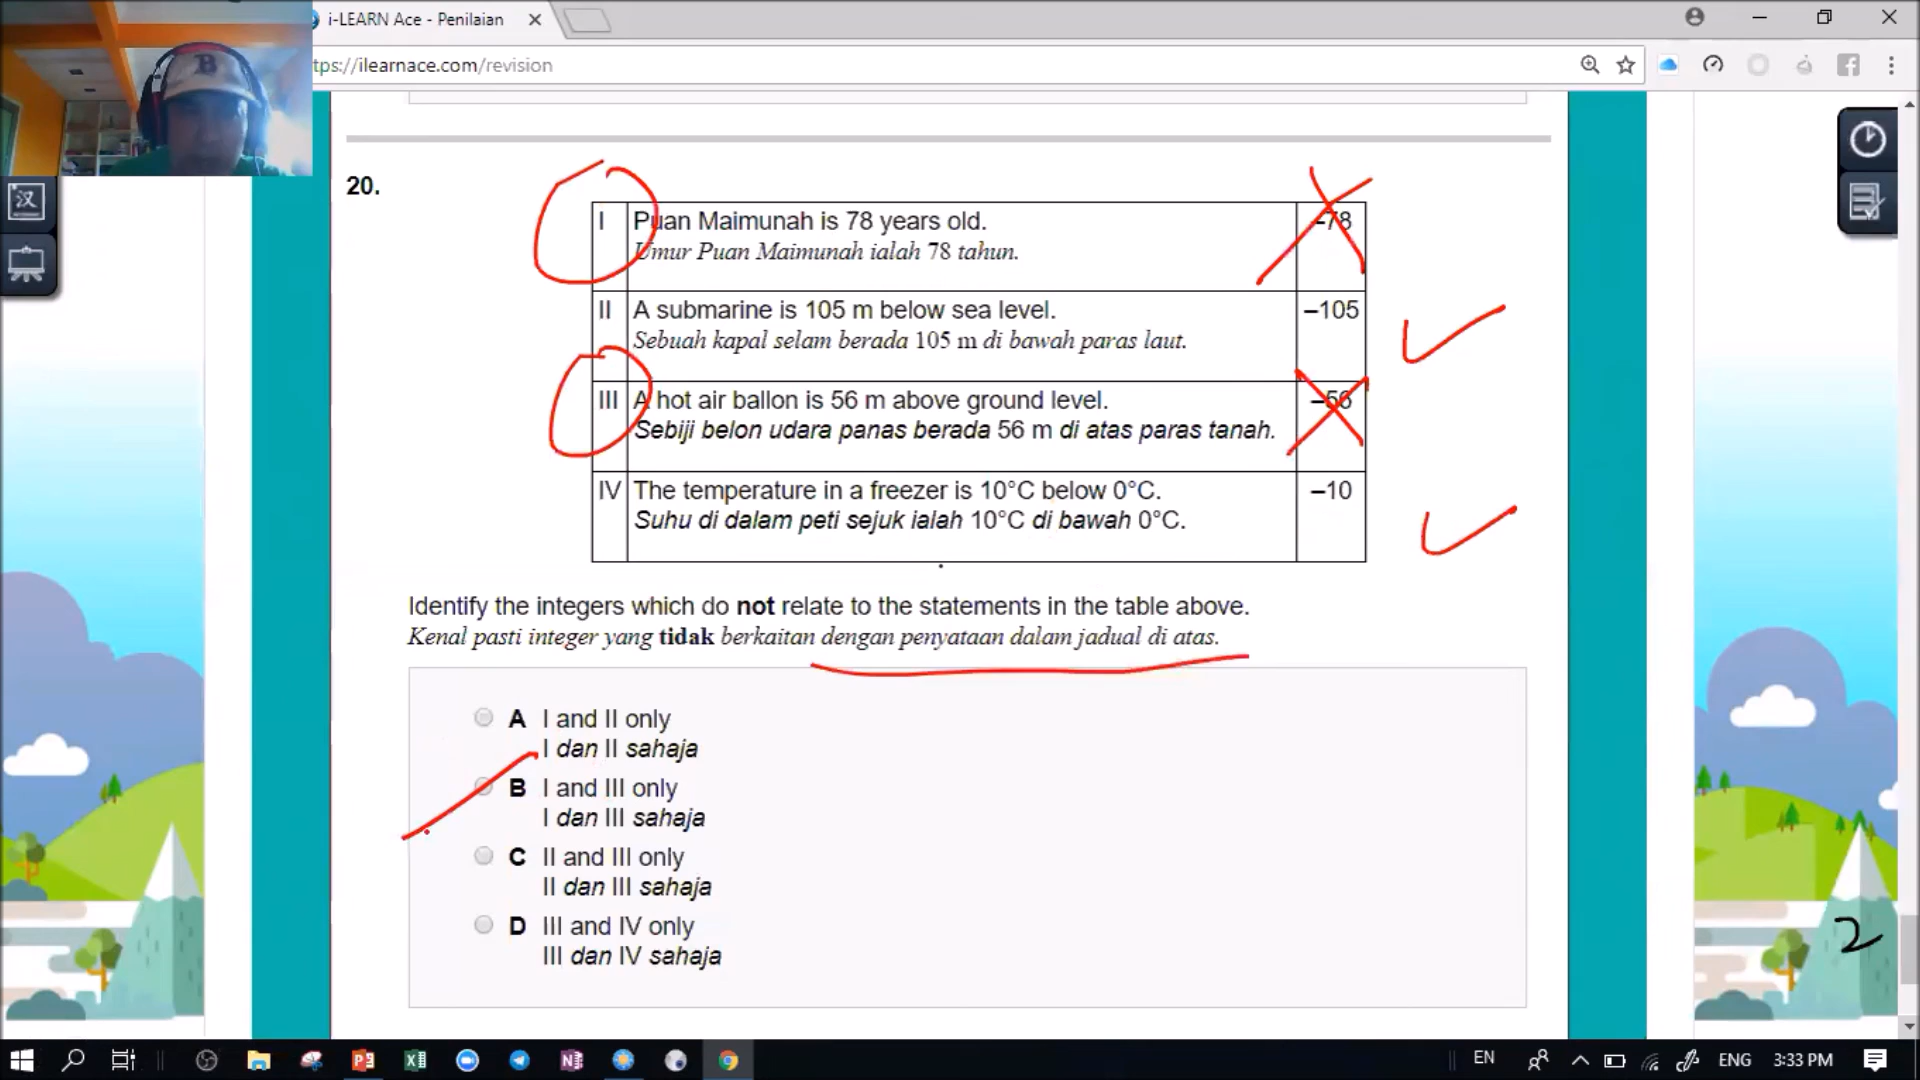 i-LEARN Ace - Penilaian
tps://ilearnace.com/revision
B
汉
20.
I Puan Maimunah is 78 years old. –78
Umur Puan Maimunah ialah 78 tahun.
II A submarine is 105 m below sea level. –105
Sebuah kapal selam berada 105 m di bawah paras laut.
III A hot air ballon is 56 m above ground level. –56
Sebiji belon udara panas berada 56 m di atas paras tanah.
IV The temperature in a freezer is 10°C below 0°C. –10
Suhu di dalam peti sejuk ialah 10°C di bawah 0°C.
Identify the integers which do not relate to the statements in the table above.
Kenal pasti integer yang tidak berkaitan dengan penyataan dalam jadual di atas.
A I and II only
I dan II sahaja
B I and III only
I dan III sahaja
C II and III only
II dan III sahaja
D III and IV only
III dan IV sahaja
2
EN ENG 3:33 PM